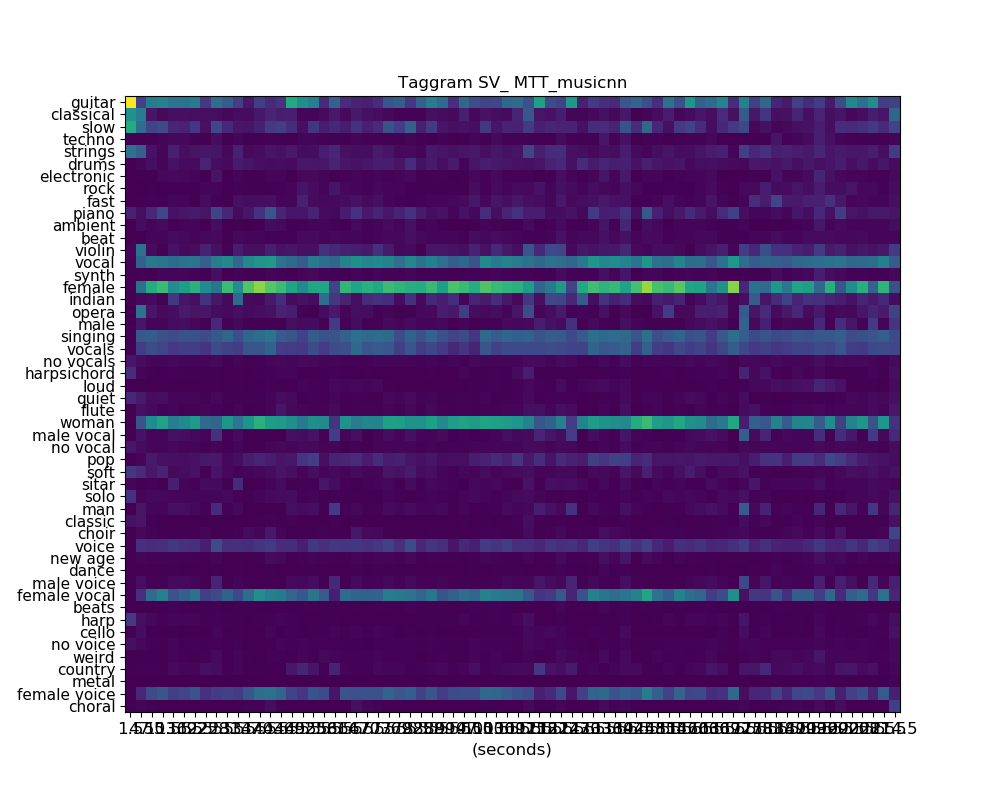 Taggram SV_ MTT_musicnn
guitar
classical
slow
techno
strings
drums
electronic
rock
fast
piano
ambient
beat
violin
vocal
synth
female
indian
opera
male
singing
vocals
no vocals
harpsichord
loud
quiet
flute
woman
male vocal
no vocal
pop
soft
sitar
solo
man
classic
choir
voice
new age
dance
male voice
female vocal
beats
harp
cello
no voice
weird
country
metal
female voice
choral
(seconds)